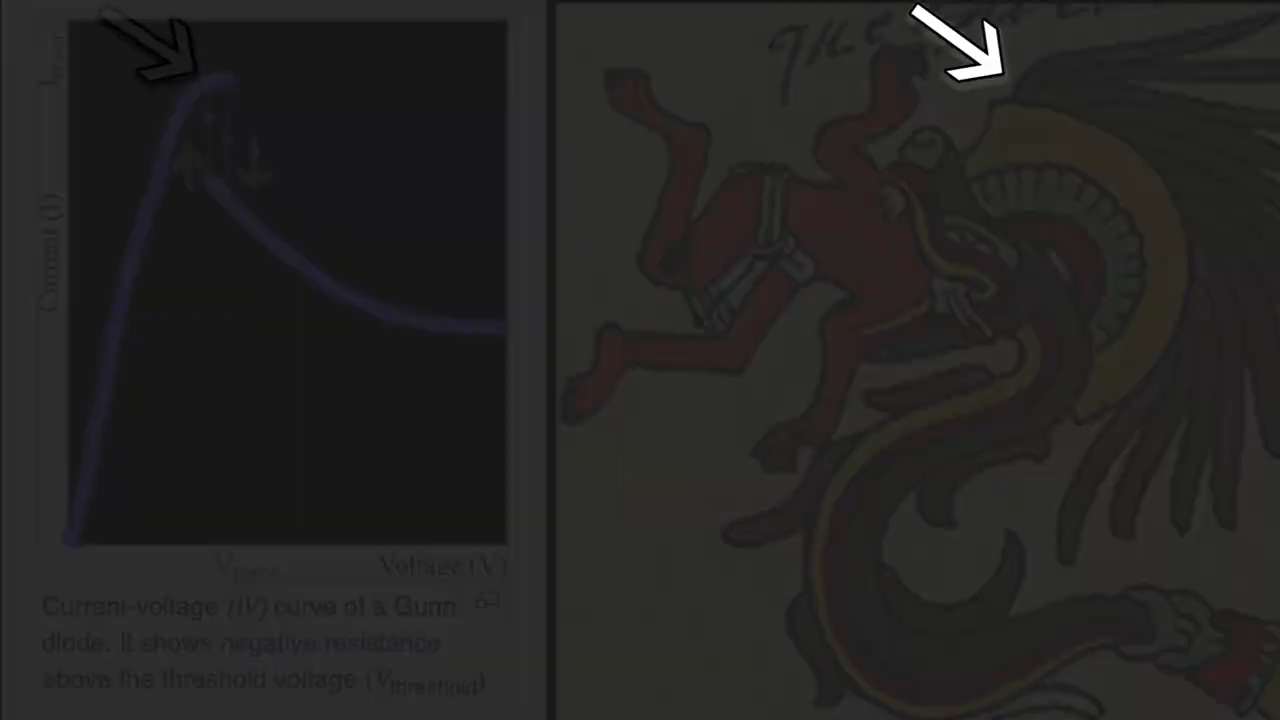 Current (I)
Voltage (V)
Current-voltage (IV) curve of a Gunn
diode. It shows negative resistance
above the threshold voltage (Vthreshold)